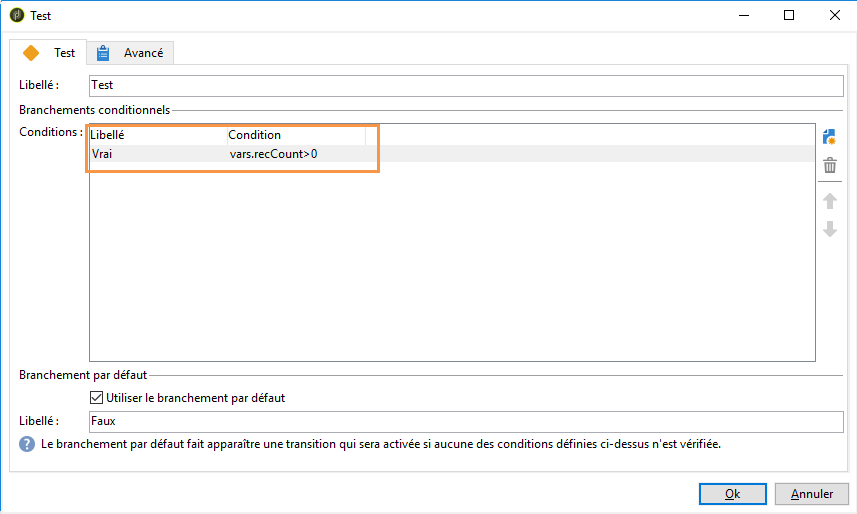 Test
Test
Avancé
Libellé :
Test
Branchements conditionnels
Conditions :
Libellé
Condition
Vrai
vars.recCount>0
Branchement par défaut
Utiliser le branchement par défaut
Libellé :
Faux
Le branchement par défaut fait apparaître une transition qui sera activée si aucune des conditions définies ci-dessus n'est vérifiée.
Ok
Annuler